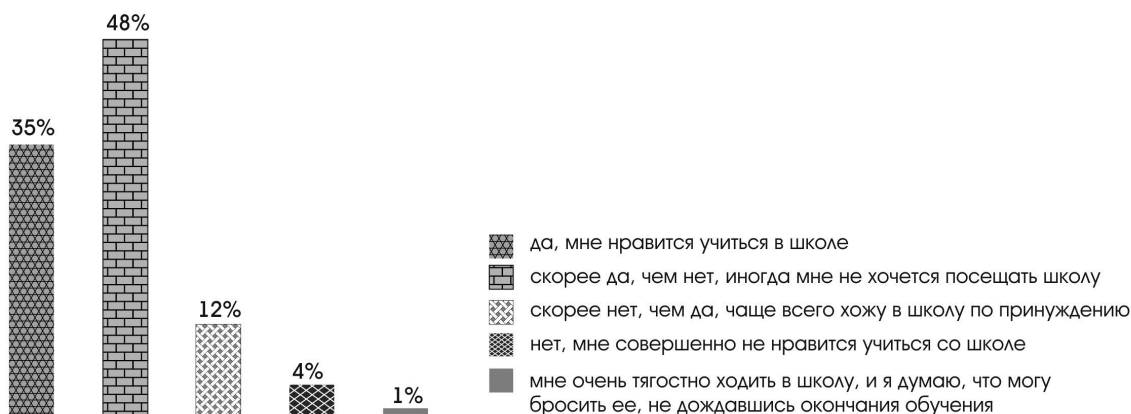 48%
35%
12%
4%
1%
да, мне нравится учиться в школе
скорее да, чем нет, иногда мне не хочется посещать школу
скорее нет, чем да, чаще всего хожу в школу по принуждению
нет, мне совершенно не нравится учиться со школе
мне очень тягостно ходить в школу, и я думаю, что могу
бросить ее, не дождавшись окончания обучения